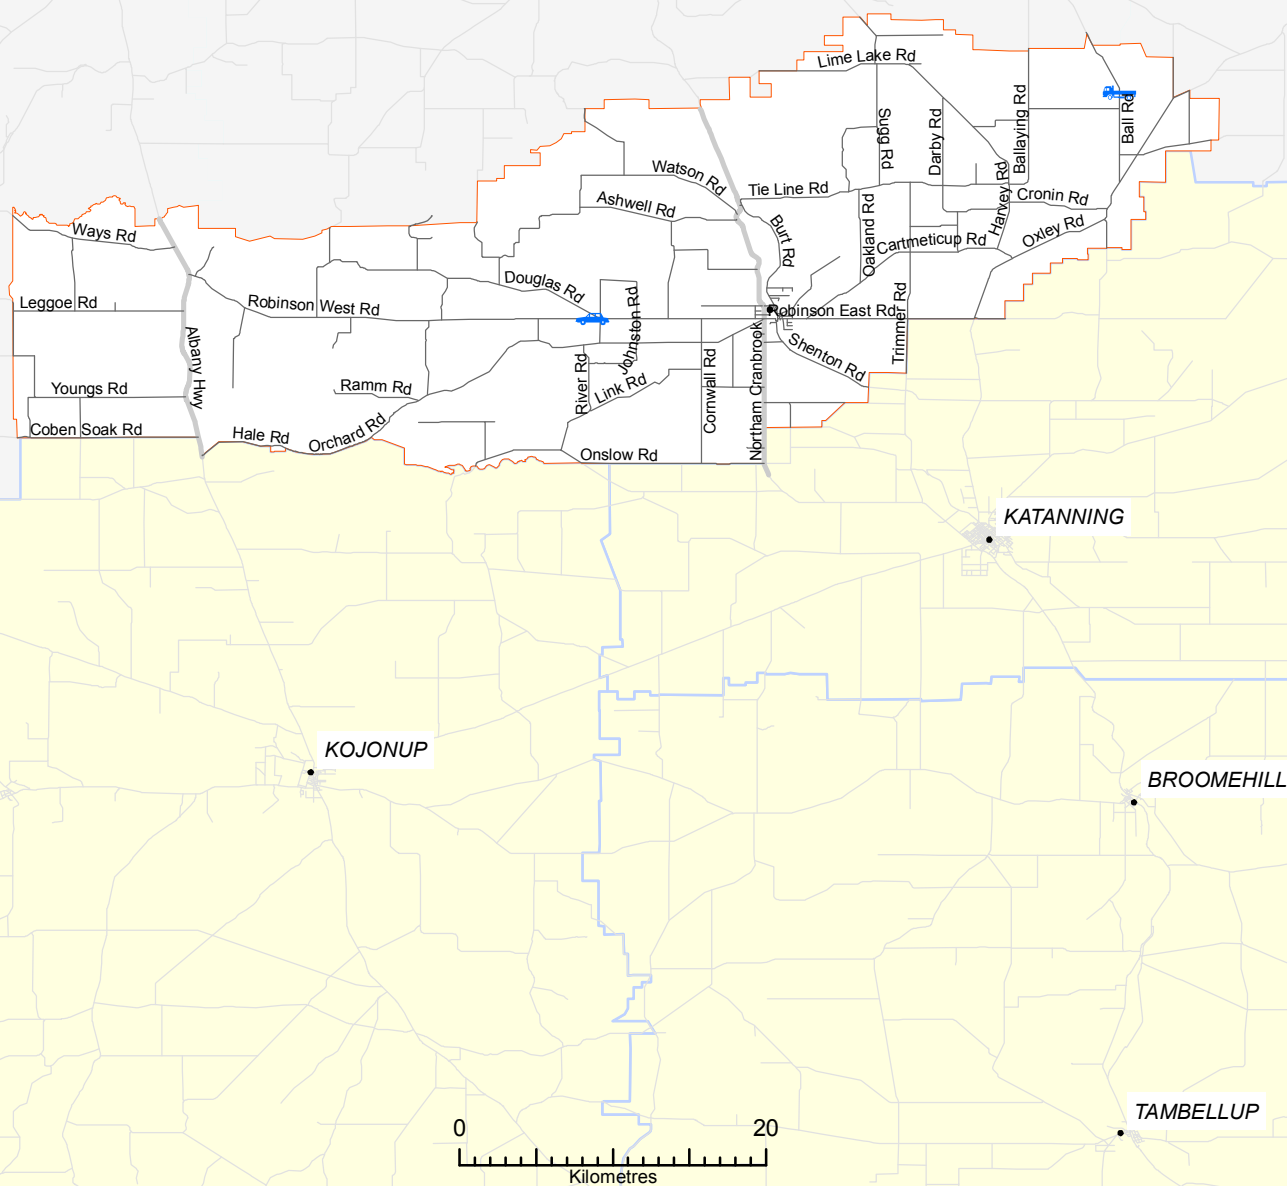 Lime Lake Rd
Sugg Rd
Darby Rd
Ballaying Rd
Ball Rd
Watson Rd
Tie Line Rd
Harvey Rd
Cronin Rd
Ashwell Rd
Burt Rd
Oakland Rd
Cartmeticup Rd
Oxley Rd
Ways Rd
Douglas Rd
Leggoe Rd
Robinson West Rd
Johnston Rd
Robinson East Rd
Trimmer Rd
Albany Hwy
Northam Cranbrook
Shenton Rd
Youngs Rd
Ramm Rd
River Rd
Link Rd
Cornwall Rd
Coben Soak Rd
Hale Rd
Orchard Rd
Onslow Rd
KATANNING
KOJONUP
BROOMEHILL
TAMBELLUP
0 20
Kilometres